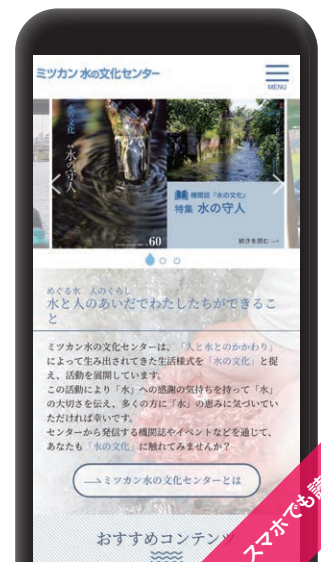 ミツカン 水の文化センター
MENU
水の文化
水の守人
60
機関誌『水の文化』
特集 水の守人
続きを読む
めぐる水 人のくらし
水と人のあいだでわたしたちができるこ
と
ミツカン水の文化センターは、「人と水とのかかわり」
によって生み出されてきた生活様式を「水の文化」と捉
え、活動を展開しています。
この活動により「水」への感謝の気持ちを持って「水」
の大切さを伝え、多くの方に「水」の恵みに気づいてい
ただければ幸いです。
センターから発信する機関誌やイベントなどを通じて、
あなたも「水の文化」に触れてみませんか？
ミツカン水の文化センターとは
おすすめコンテンツ
スマホでも読